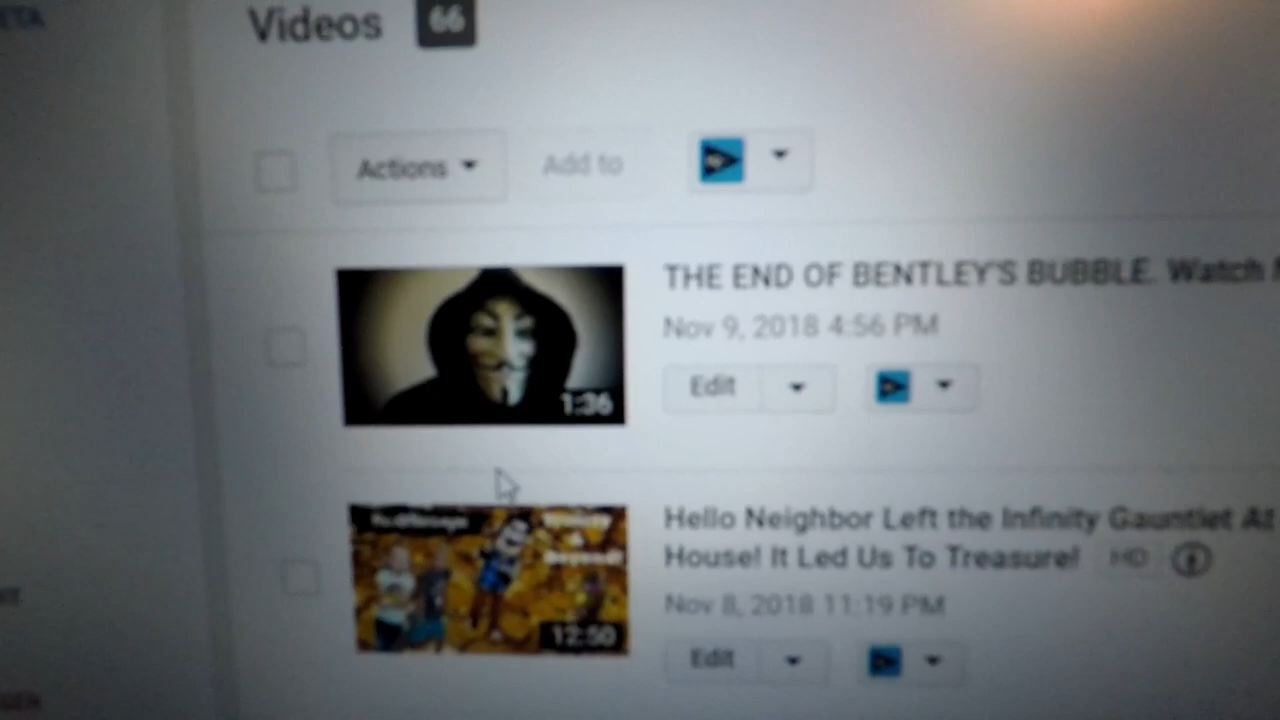 ETA
Videos 66
Actions Add to
THE END OF BENTLEY'S BUBBLE. Watch
Nov 9, 2018 4:56 PM
1:36
Edit
Hello Neighbor Left the Infinity Gauntlet At
House! It Led Us To Treasure! HD
Nov 8, 2018 11:19 PM
12:50
Edit